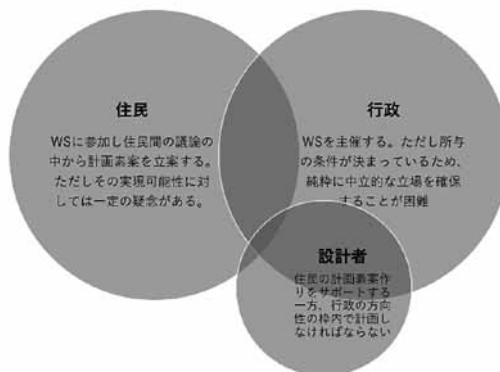 住民
WSに参加し住民間の議論の
中から計画素案を立案する。
ただしその実現可能性に対
しては一定の疑念がある。
行政
WSを主催する。ただし所与
の条件が決まっているため、
純粋に中立的な立場を確保
することが困難
設計者
住民の計画素案作
りをサポートする
一方、行政の方向
性の枠内で計画し
なければならない